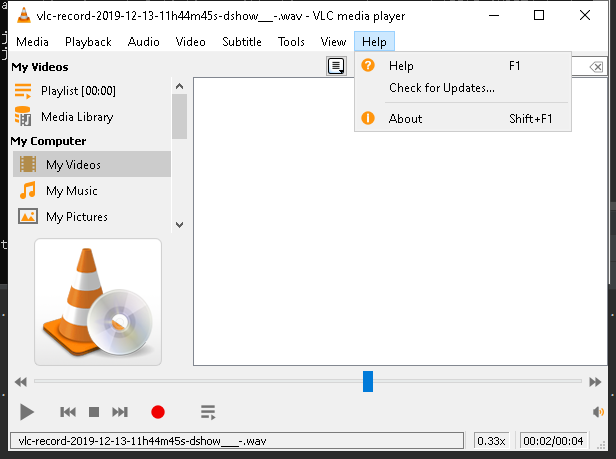 vlc-record-2019-12-13-11h44m45s-dshow___-.wav - VLC media player
Media Playback Audio Video Subtitle Tools View Help
My Videos
Playlist [00:00]
Media Library
My Computer
My Videos
My Music
My Pictures
Help F1
Check for Updates...
About Shift+F1
vlc-record-2019-12-13-11h44m45s-dshow___-.wav 0.33x 00:02/00:04